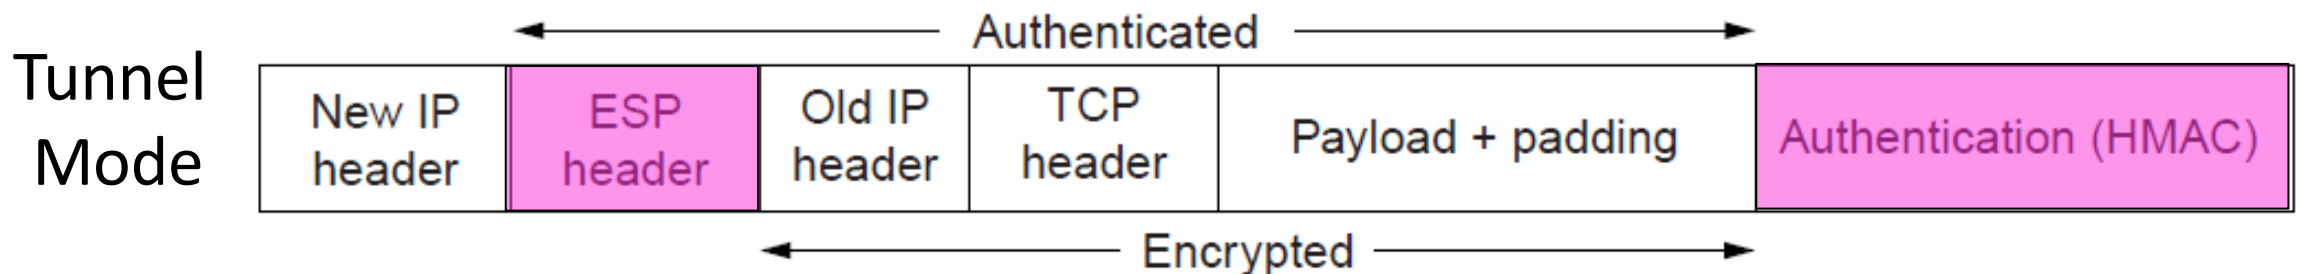 Authenticated
Tunnel
Mode
New IP
header
ESP
header
Old IP
header
TCP
header
Payload + padding
Authentication (HMAC)
Encrypted